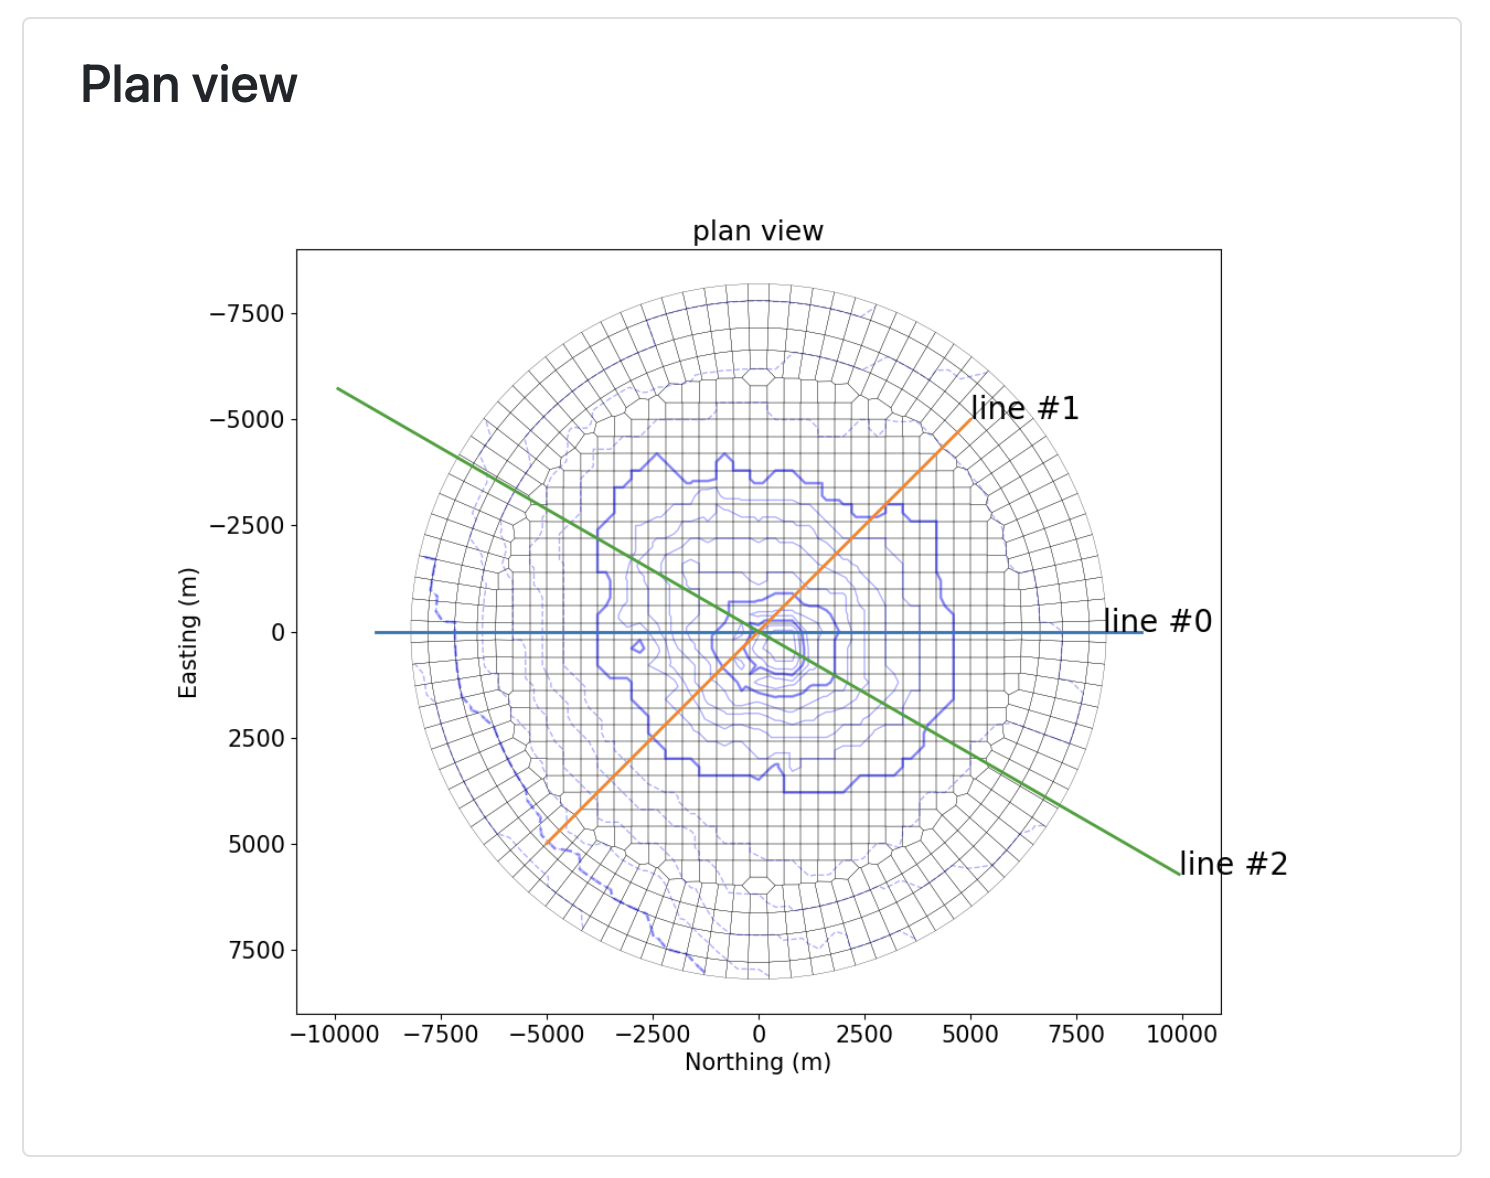 Plan view
plan view
−7500
−5000
−2500
0
2500
5000
7500
Easting (m)
line #1
line #0
line #2
−10000 −7500 −5000 −2500 0 2500 5000 7500 10000
Northing (m)